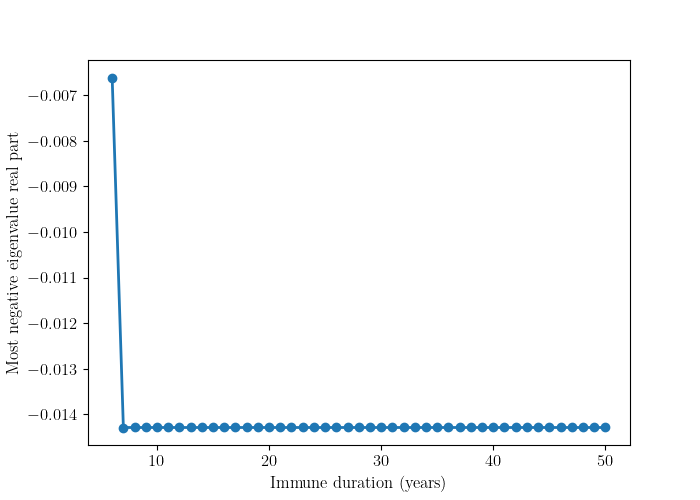 −0.007
−0.008
−0.009
−0.010
−0.011
−0.012
−0.013
−0.014
Most negative eigenvalue real part
10 20 30 40 50
Immune duration (years)